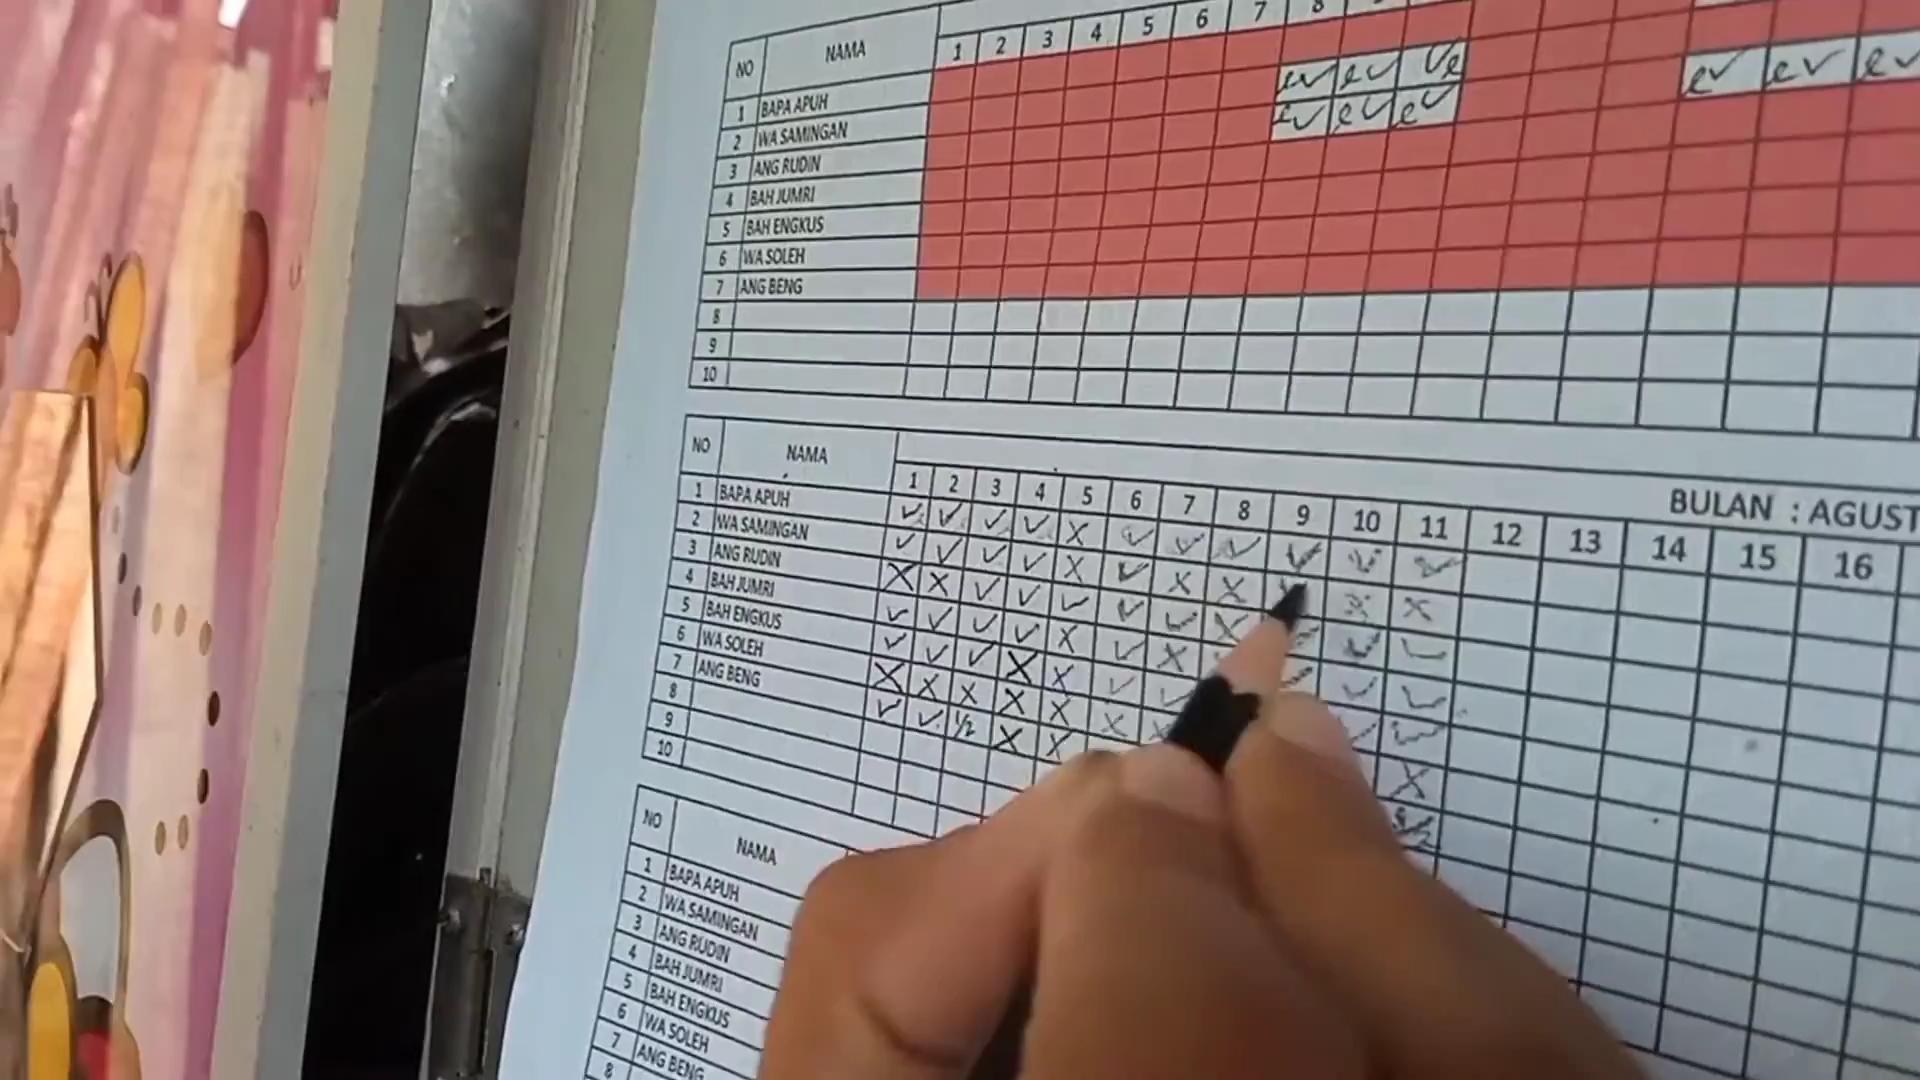 NO NAMA 1 2 3 4 5 6 7 8
1 BAPA APUH
2 WA SAMINGAN
3 ANG RUDIN
4 BAH JUMRI
5 BAH ENGKUS
6 WA SOLEH
7 ANG BENG
8
9
10
BULAN : AGUST
NO NAMA 1 2 3 4 5 6 7 8 9 10 11 12 13 14 15 16
1 BAPA APUH ✓ ✓ ✓ ✓ X ✓ ✓ ✓ ✓ ✓ ✓
2 WA SAMINGAN ✓ ✓ ✓ ✓ X ✓ X X X
3 ANG RUDIN X X ✓ ✓ ✓ ✓ ✓ X ✓ ✓
4 BAH JUMRI ✓ ✓ ✓ ✓ X ✓ X ✓ ✓
5 BAH ENGKUS ✓ ✓ ✓ X X ✓ ✓ ✓
6 WA SOLEH X X X X X X X X
7 ANG BENG ✓ ✓ 1/2 X X
8
9
10
NO NAMA
1 BAPA APUH
2 WA SAMINGAN
3 ANG RUDIN
4 BAH JUMRI
5 BAH ENGKUS
6 WA SOLEH
7 ANG BENG
8